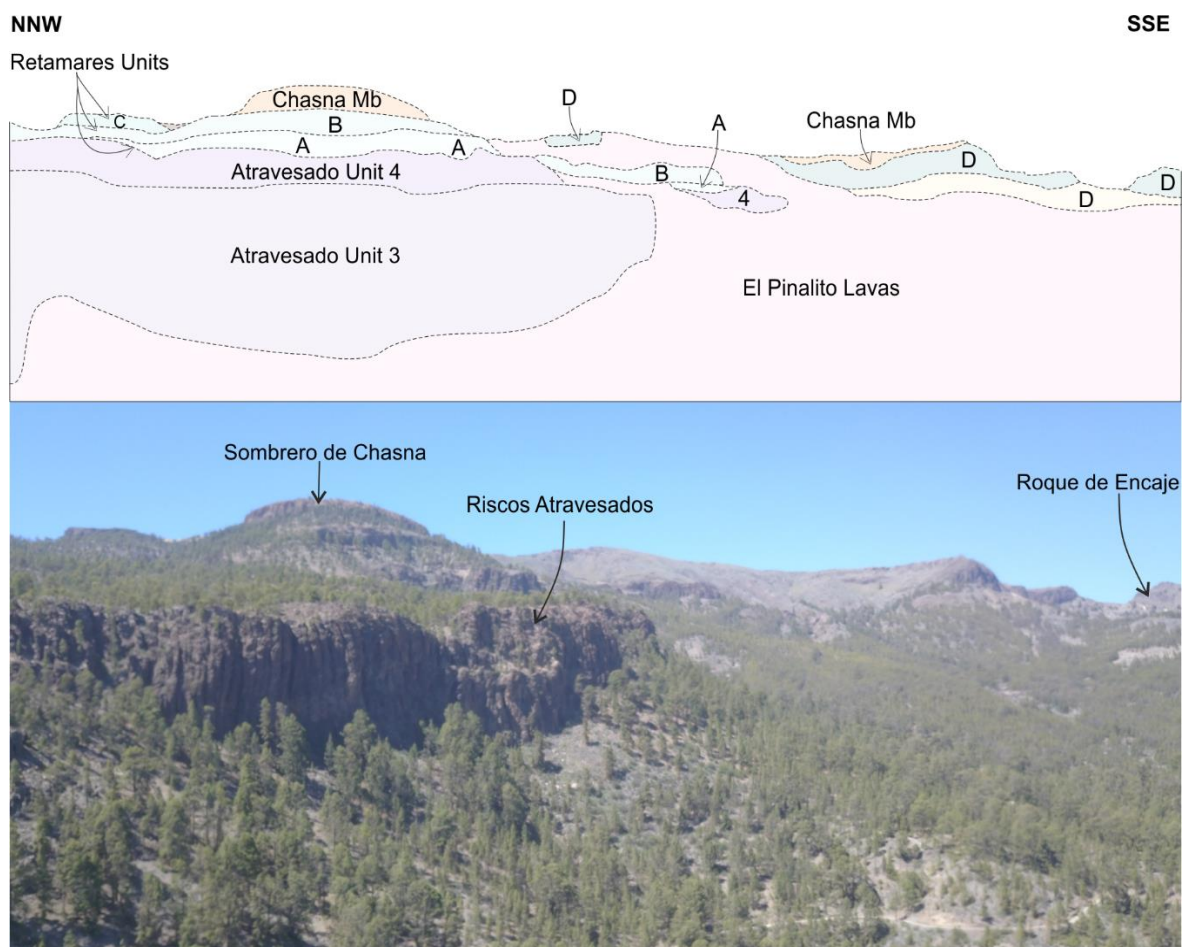 NNW
SSE
Retamares Units
Chasna Mb
D
A
Chasna Mb
C
B
D
A
A
D
B
D
Atravesado Unit 4
4
Atravesado Unit 3
El Pinalito Lavas
Sombrero de Chasna
Riscos Atravesados
Roque de Encaje